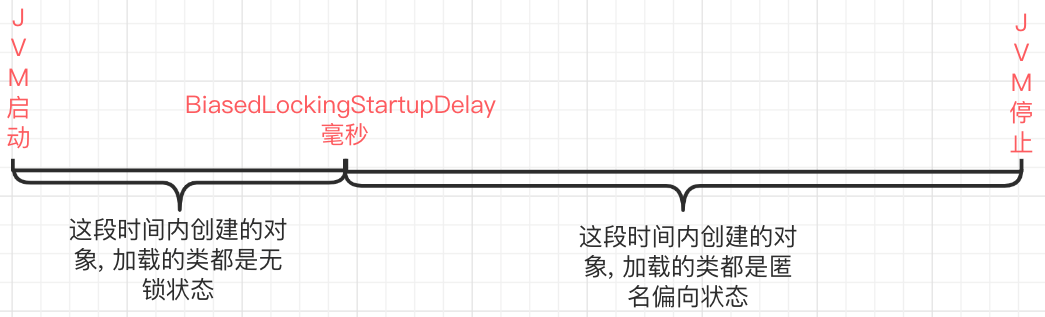 JVM启动
BiasedLockingStartupDelay
毫秒
JVM停止
这段时间内创建的对
象, 加载的类都是无
锁状态
这段时间内创建的对
象, 加载的类都是匿
名偏向状态